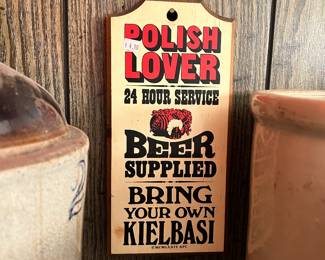 POLISH
LOVER
24 HOUR SERVICE
BEER
SUPPLIED
BRING
YOUR OWN
KIELBASI